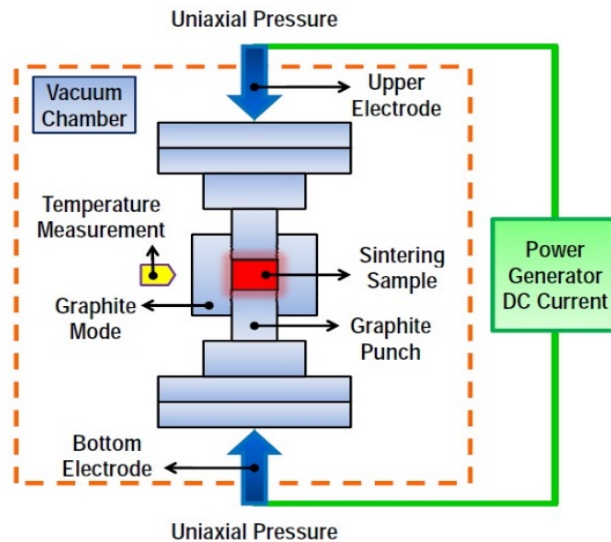 Uniaxial Pressure
Vacuum
Chamber
Upper
Electrode
Temperature
Measurement
Sintering
Sample
Power
Generator
DC Current
Graphite
Mode
Graphite
Punch
Bottom
Electrode
Uniaxial Pressure